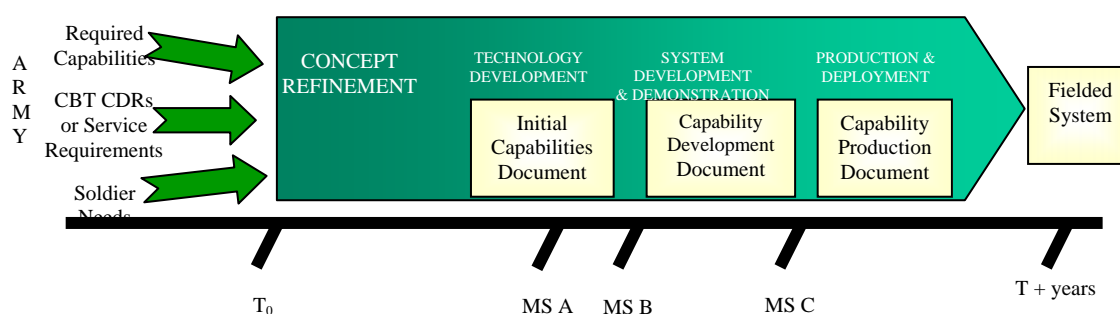 A
R
M
Y
Required
Capabilities
CBT CDRs
or Service
Requirements
Soldier
Needs
CONCEPT
REFINEMENT
TECHNOLOGY
DEVELOPMENT
Initial
Capabilities
Document
SYSTEM
DEVELOPMENT
& DEMONSTRATION
Capability
Development
Document
PRODUCTION &
DEPLOYMENT
Capability
Production
Document
Fielded
System
T0
MS A
MS B
MS C
T + years